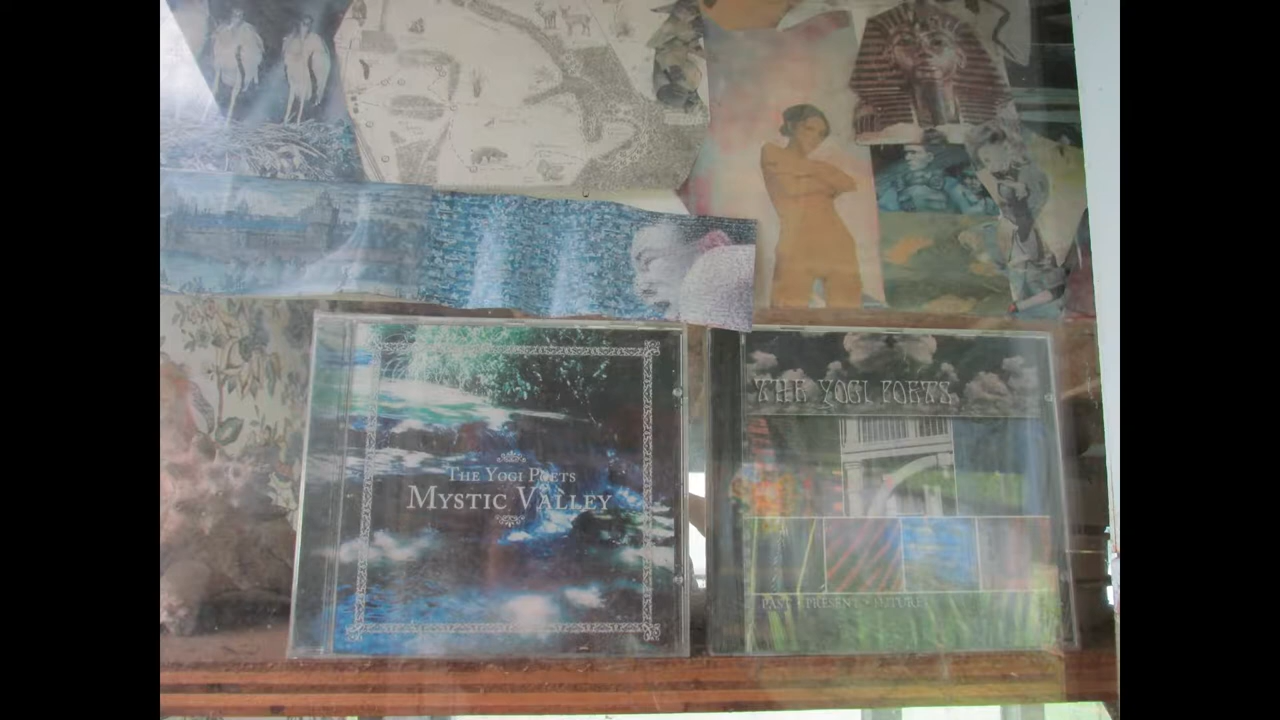 THE YOGI POETS
MYSTIC VALLEY
THE YOGI POETS
PAST • PRESENT • FUTURE